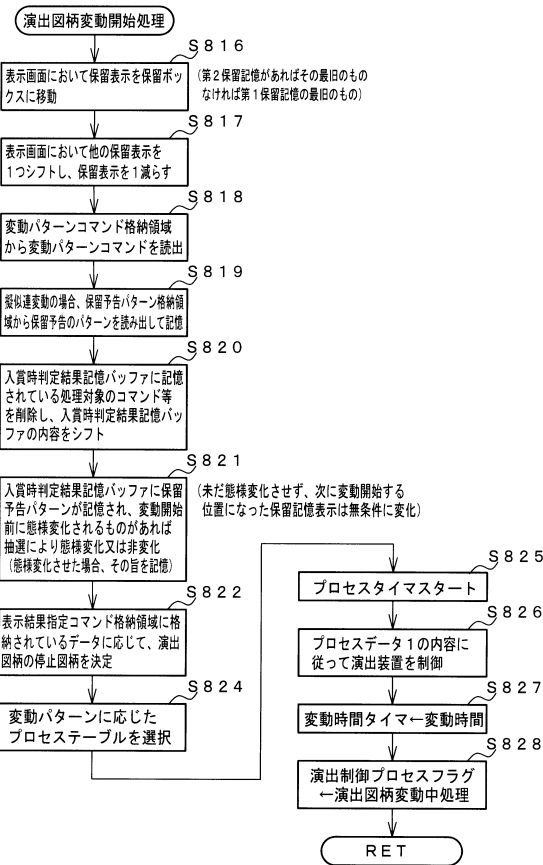 演出図柄変動開始処理
S816
表示画面において保留表示を保留ボッ
クスに移動
(第2保留記憶があればその最旧のもの
なければ第1保留記憶の最旧のもの)
S817
表示画面において他の保留表示を
1つシフトし、保留表示を1減らす
S818
変動パターンコマンド格納領域
から変動パターンコマンドを読出
S819
擬似連変動の場合、保留予告パターン格納領
域から保留予告のパターンを読み出して記憶
S820
入賞時判定結果記憶バッファに記憶
されている処理対象のコマンド等
を削除し、入賞時判定結果記憶バッ
ファの内容をシフト
S821
入賞時判定結果記憶バッファに保留
予告パターンが記憶され、変動開始
前に態様変化されるものがあれば
抽選により態様変化又は非変化
(態様変化させた場合、その旨を記憶)
(未だ態様変化させず、次に変動開始する
位置になった保留記憶表示は無条件に変化)
S822
表示結果指定コマンド格納領域に格
納されているデータに応じて、演出
図柄の停止図柄を決定
S824
変動パターンに応じた
プロセステーブルを選択
S825
プロセスタイマスタート
S826
プロセスデータ1の内容に
従って演出装置を制御
S827
変動時間タイマ←変動時間
S828
演出制御プロセスフラグ
←演出図柄変動中処理
RET